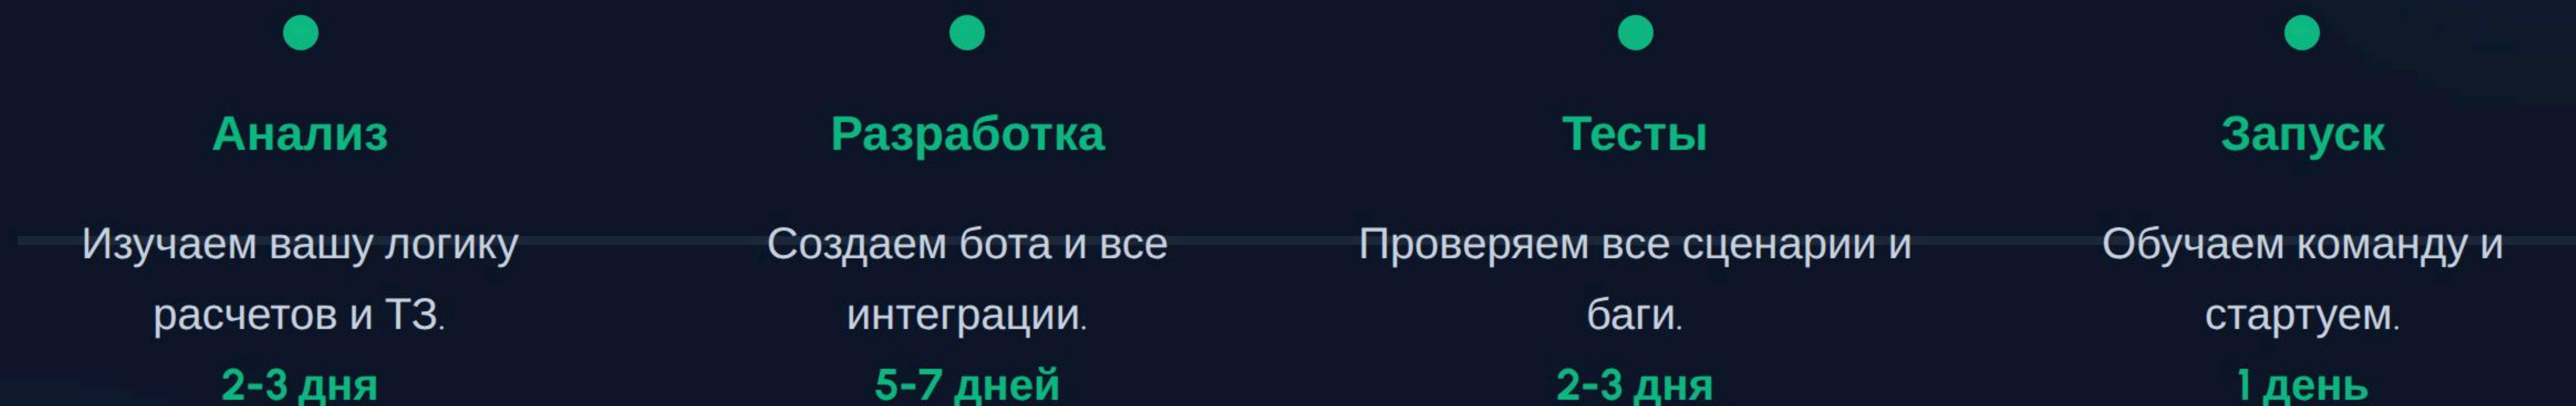 Анализ
Изучаем вашу логику
расчетов и ТЗ.
2-3 дня
Разработка
Создаем бота и все
интеграции.
5-7 дней
Тесты
Проверяем все сценарии и
баги.
2-3 дня
Запуск
Обучаем команду и
стартуем.
1 день